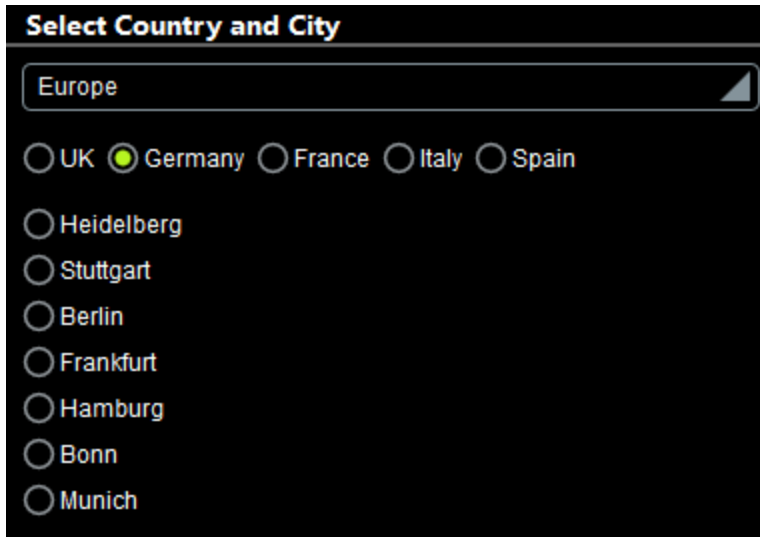 Select Country and City
Europe
UK Germany France Italy Spain
Heidelberg
Stuttgart
Berlin
Frankfurt
Hamburg
Bonn
Munich